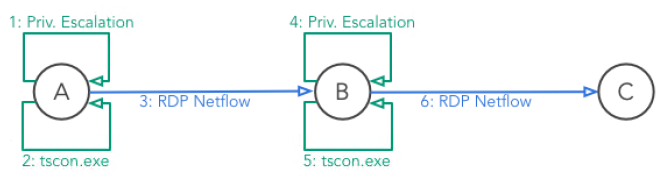 1: Priv. Escalation
4: Priv. Escalation
A
B
C
3: RDP Netflow
6: RDP Netflow
2: tscon.exe
5: tscon.exe